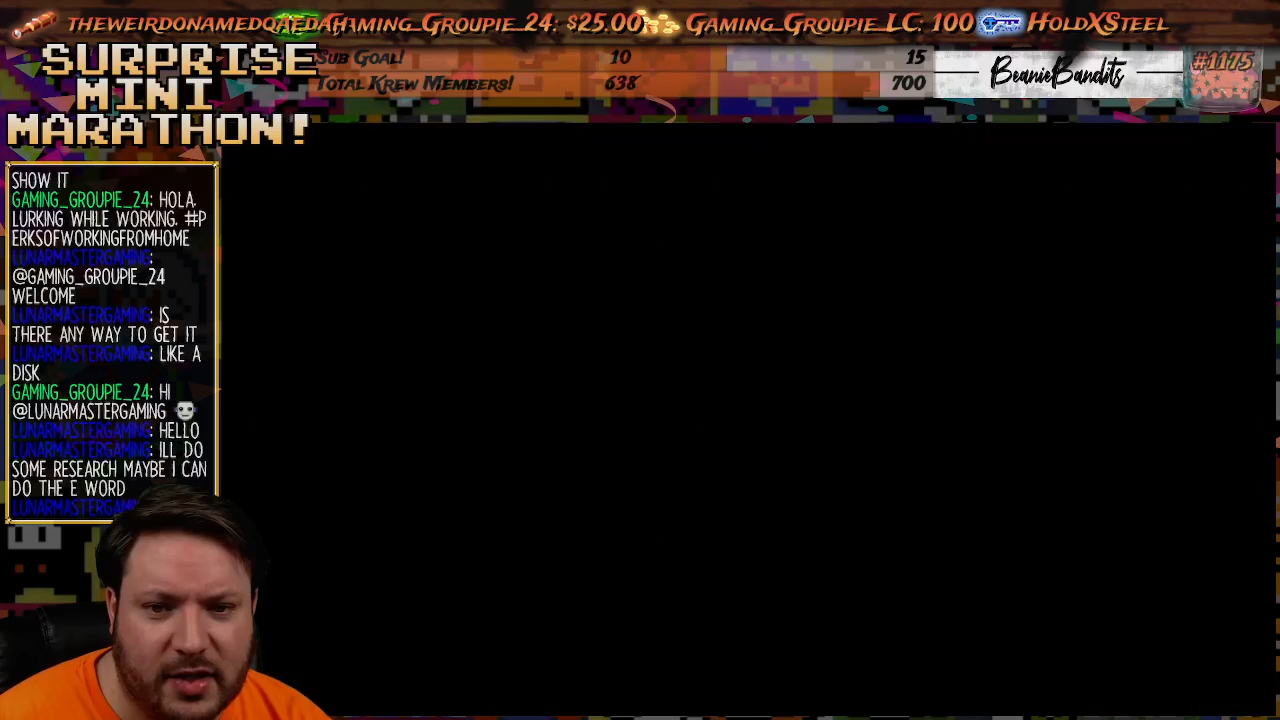 Gaming_Groupie_24: $25.00 Gaming_Groupie LC: 100 HoldXSteel
SURPRISE
MINI
MARATHON!
Sub Goal! 10 15
Total Krew Members! 638 700
BeanieBandits
#1175
SHOW IT
GAMING_GROUPIE_24: HOLA.
LURKING WHILE WORKING. #P
ERKSOFWORKINGFROMHOME
LUNARMASTERGAMING:
@GAMING_GROUPIE_24
WELCOME
LUNARMASTERGAMING: IS
THERE ANY WAY TO GET IT
LUNARMASTERGAMING: LIKE A
DISK
GAMING_GROUPIE_24: HI
@LUNARMASTERGAMING
LUNARMASTERGAMING: HELLO
LUNARMASTERGAMING: ILL DO
SOME RESEARCH MAYBE I CAN
DO THE E WORD